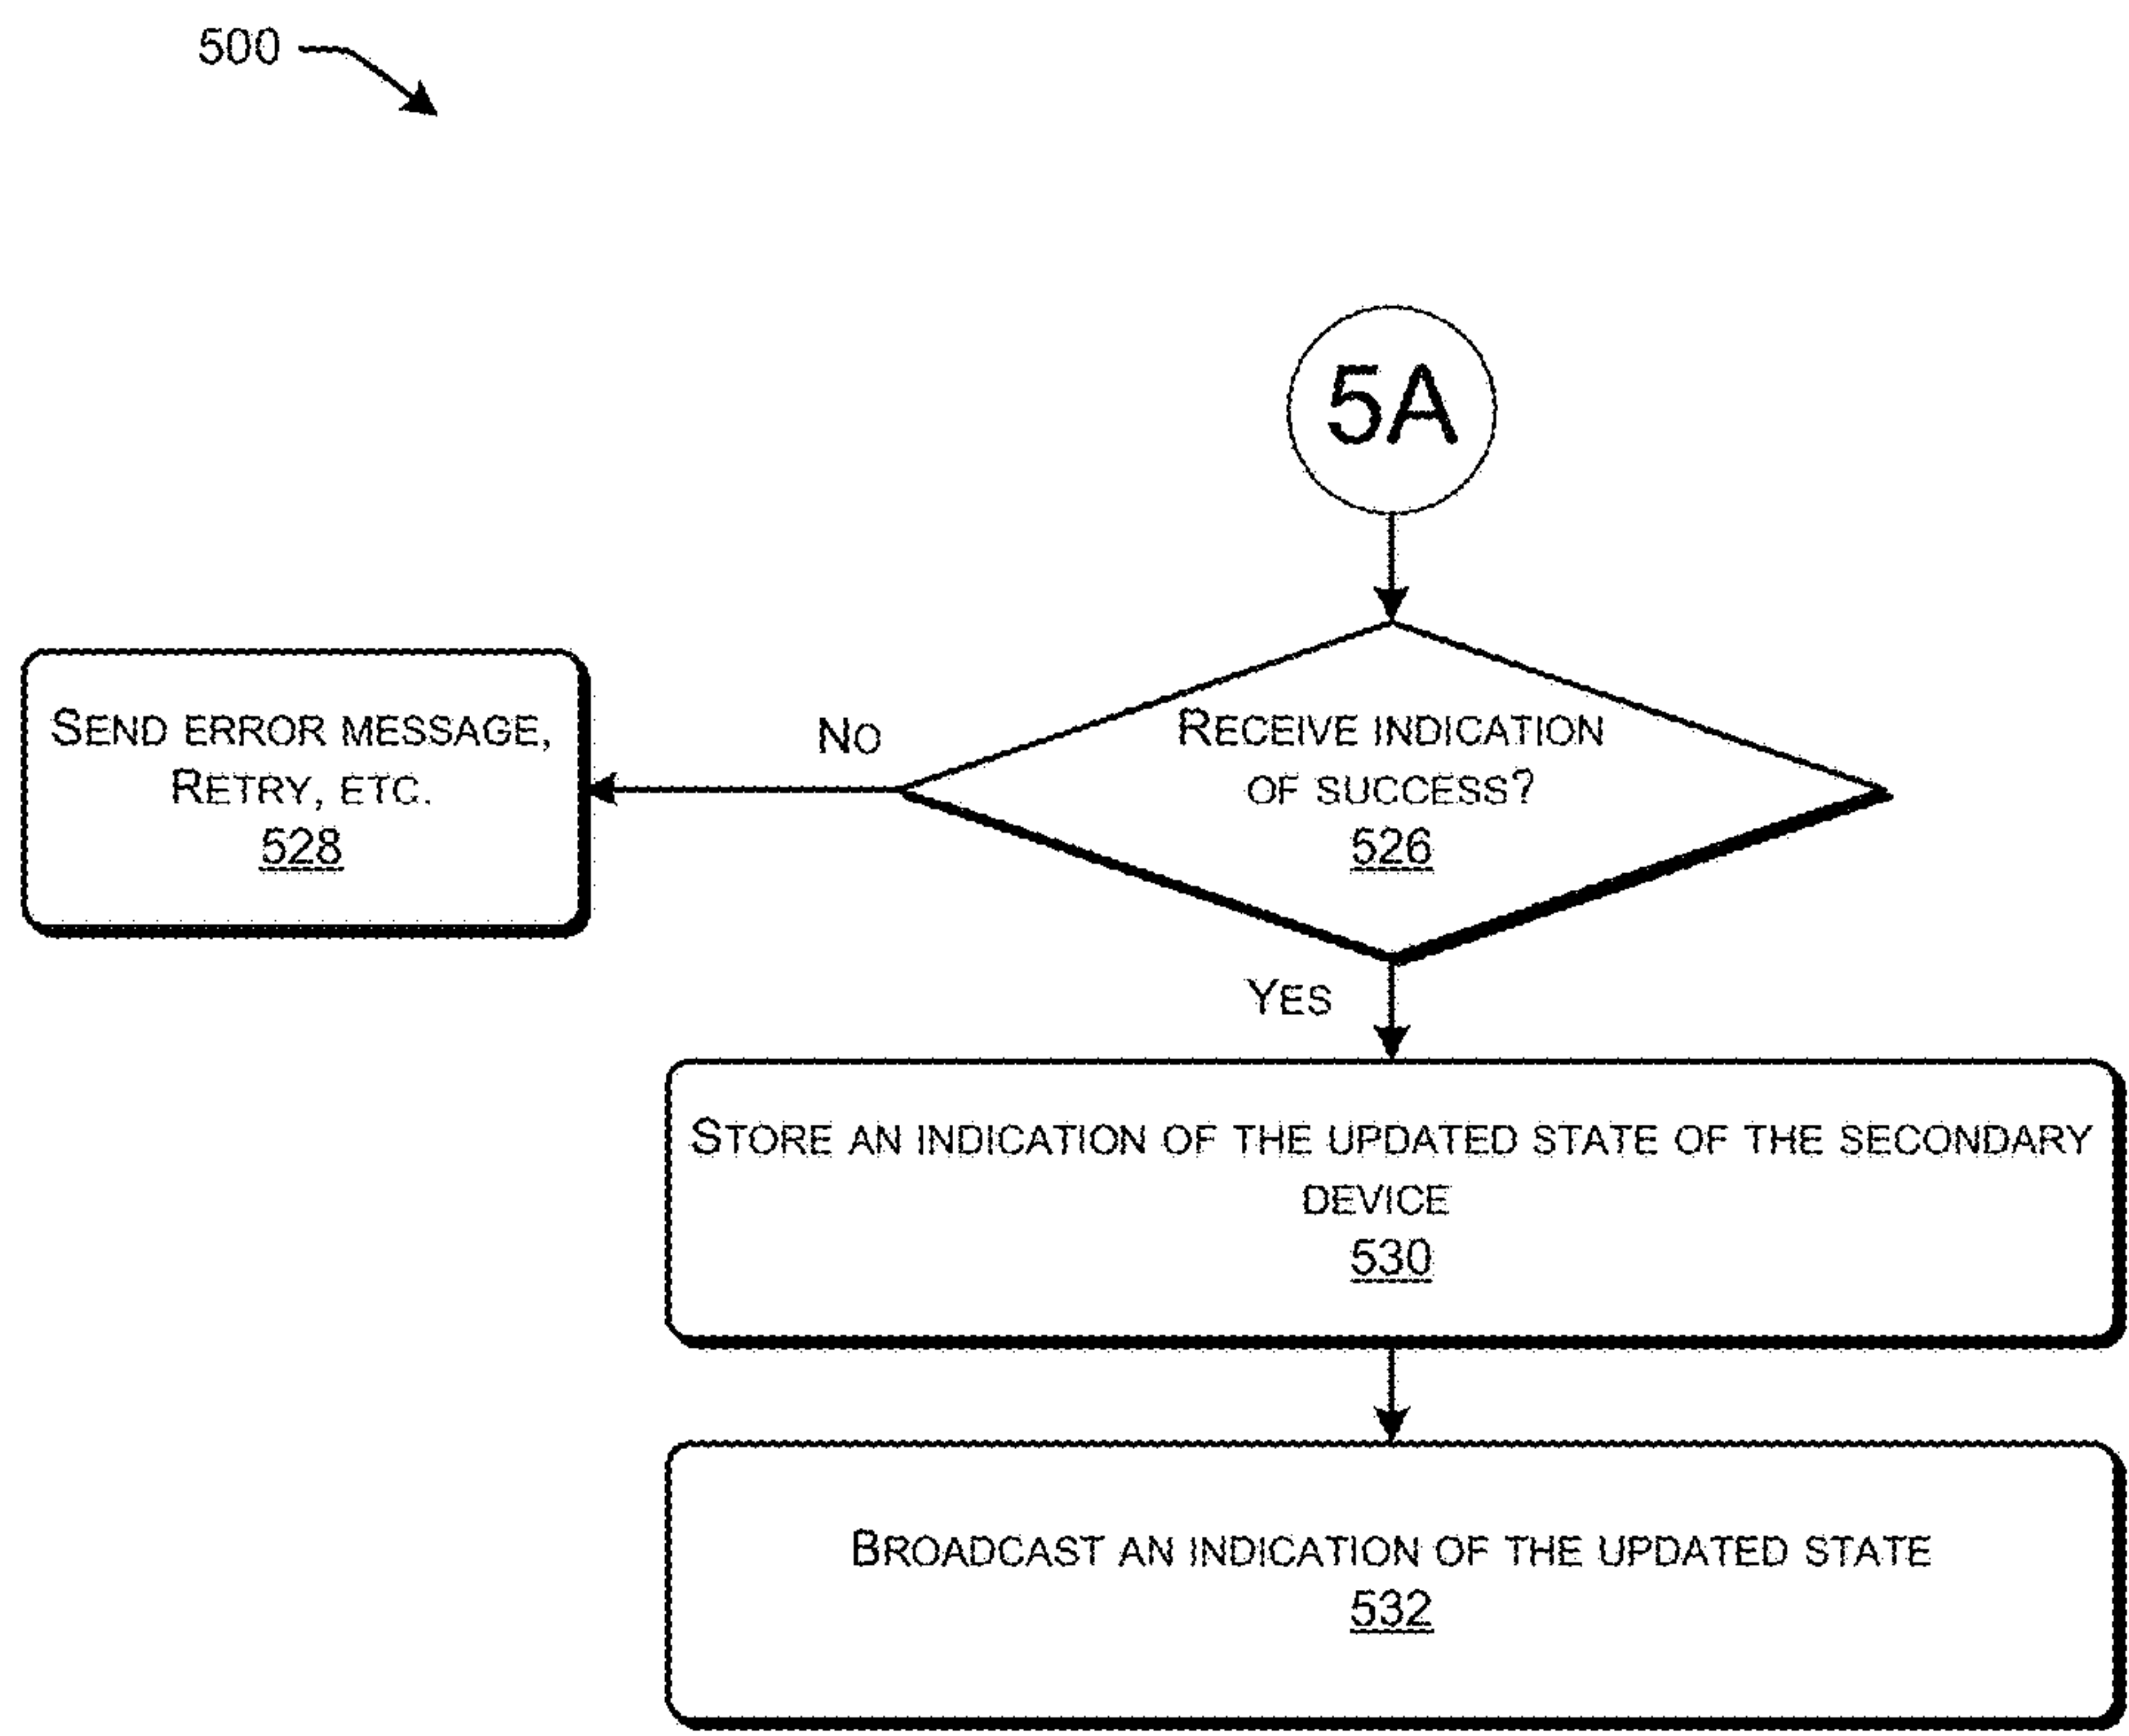 500
5A
RECEIVE INDICATION
OF SUCCESS?
526
NO
SEND ERROR MESSAGE,
RETRY, ETC.
528
YES
STORE AN INDICATION OF THE UPDATED STATE OF THE SECONDARY
DEVICE
530
BROADCAST AN INDICATION OF THE UPDATED STATE
532